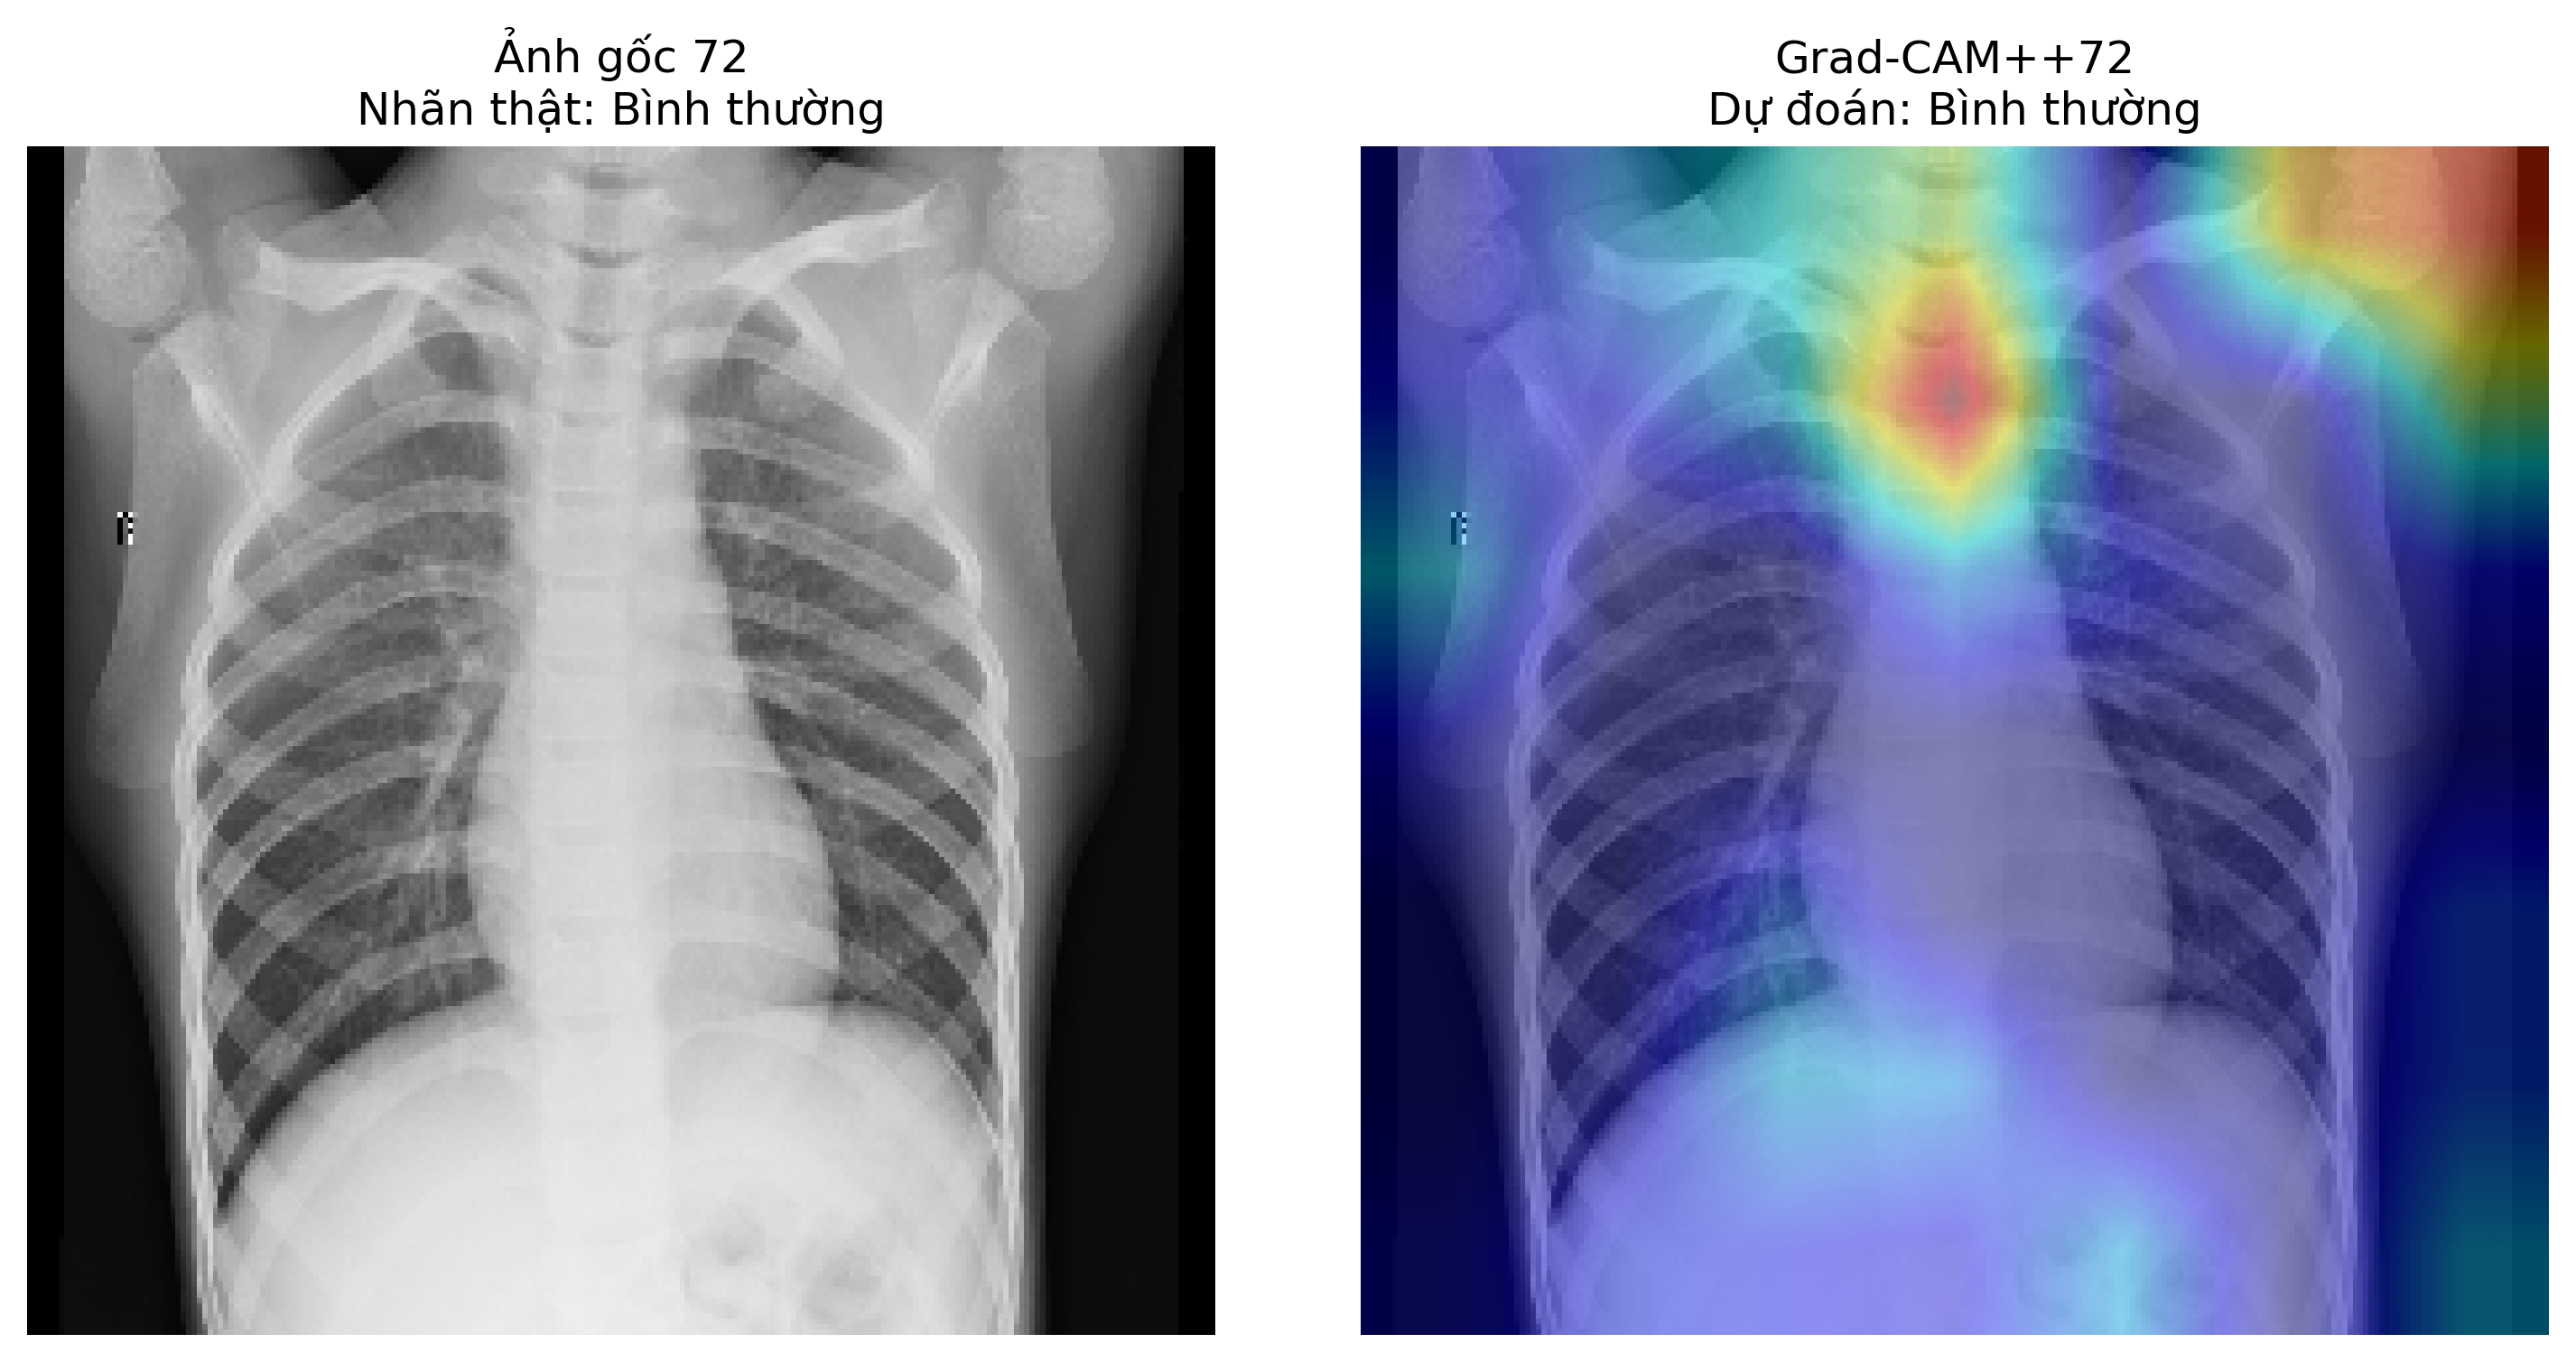 Ảnh gốc 72
Nhãn thật: Bình thường
Grad-CAM++72
Dự đoán: Bình thường